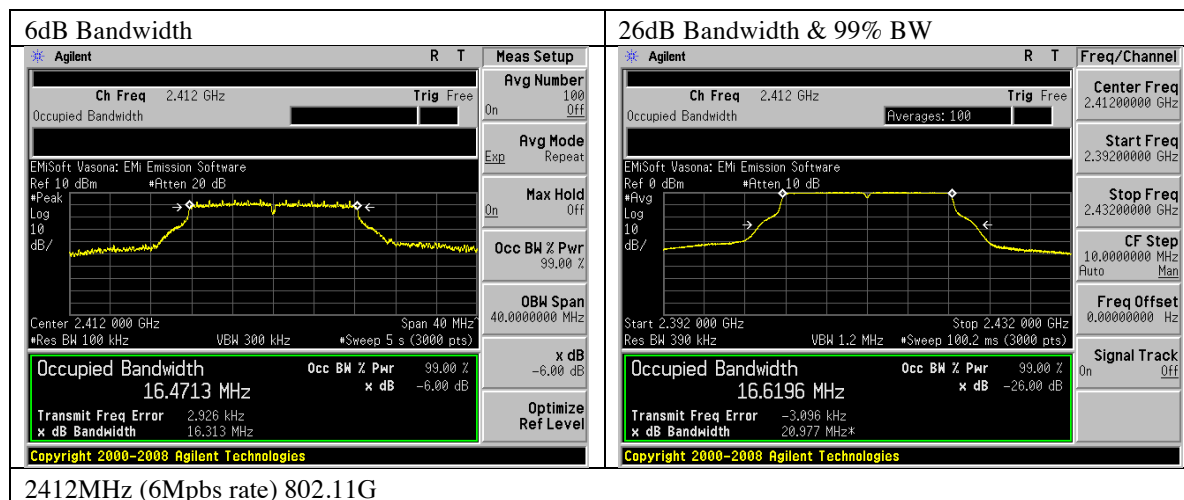 6dB Bandwidth
26dB Bandwidth & 99% BW
Agilent
R T
Meas Setup
Ch Freq 2.412 GHz
Trig Free
Occupied Bandwidth
EMiSoft Vasona: EMi Emission Software
Ref 10 dBm
#Atten 20 dB
#Peak
Log
10
dB/
Center 2.412 000 GHz
Span 40 MHz
#Res BW 100 kHz
VBW 300 kHz
#Sweep 5 s (3000 pts)
Occupied Bandwidth
Occ BW % Pwr 99.00 %
16.4713 MHz
x dB -6.00 dB
Transmit Freq Error 2.926 kHz
x dB Bandwidth 16.313 MHz
Copyright 2000-2008 Agilent Technologies
Avg Number
100
On Off
Avg Mode
Exp Repeat
Max Hold
On Off
Occ BW % Pwr
99.00 %
OBW Span
40.0000000 MHz
x dB
-6.00 dB
Optimize
Ref Level
Agilent
R T
Freq/Channel
Ch Freq 2.412 GHz
Trig Free
Occupied Bandwidth
Averages: 100
EMiSoft Vasona: EMi Emission Software
Ref 0 dBm
#Atten 10 dB
#Avg
Log
10
dB/
Start 2.392 000 GHz
Stop 2.432 000 GHz
Res BW 390 kHz
VBW 1.2 MHz
#Sweep 100.2 ms (3000 pts)
Occupied Bandwidth
Occ BW % Pwr 99.00 %
16.6196 MHz
x dB -26.00 dB
Transmit Freq Error -3.096 kHz
x dB Bandwidth 20.977 MHz*
Copyright 2000-2008 Agilent Technologies
Center Freq
2.41200000 GHz
Start Freq
2.39200000 GHz
Stop Freq
2.43200000 GHz
CF Step
10.0000000 MHz
Auto Man
Freq Offset
0.00000000 Hz
Signal Track
On Off
2412MHz (6Mpbs rate) 802.11G